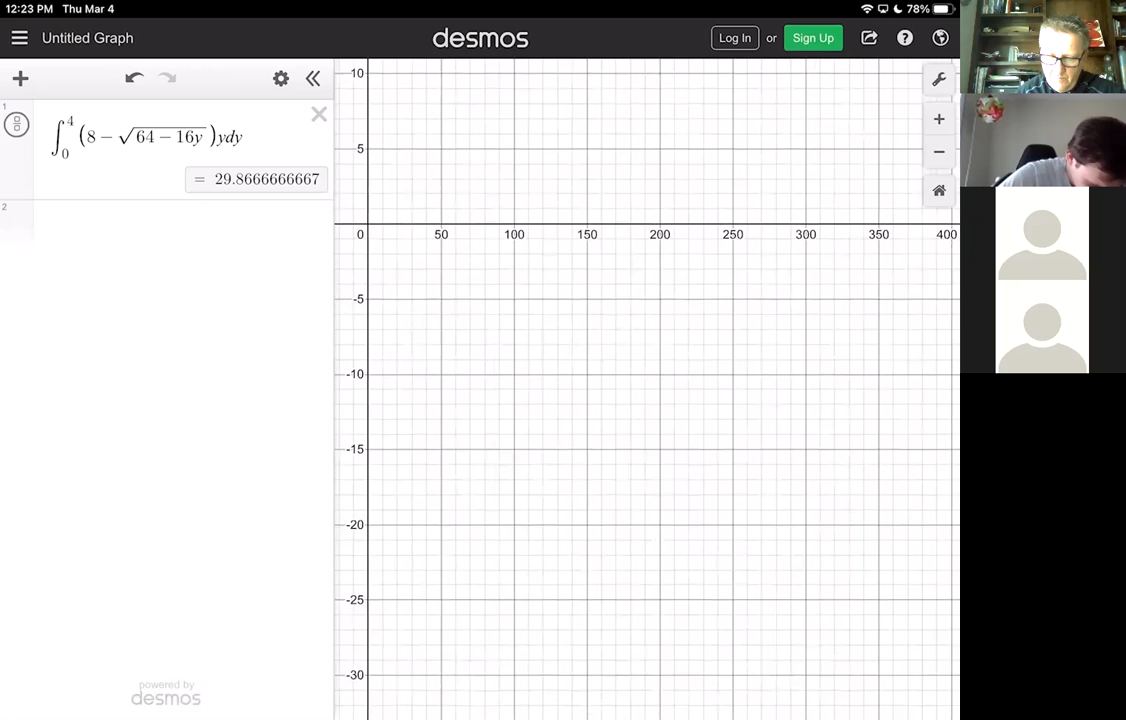 12:23 PM Thu Mar 4
78%
Untitled Graph
desmos
Log In or Sign Up
1
∫₀⁴ (8 − √(64 − 16y)) ydy
= 29.8666666667
2
10
5
0 50 100 150 200 250 300 350 400
-5
-10
-15
-20
-25
-30
powered by
desmos